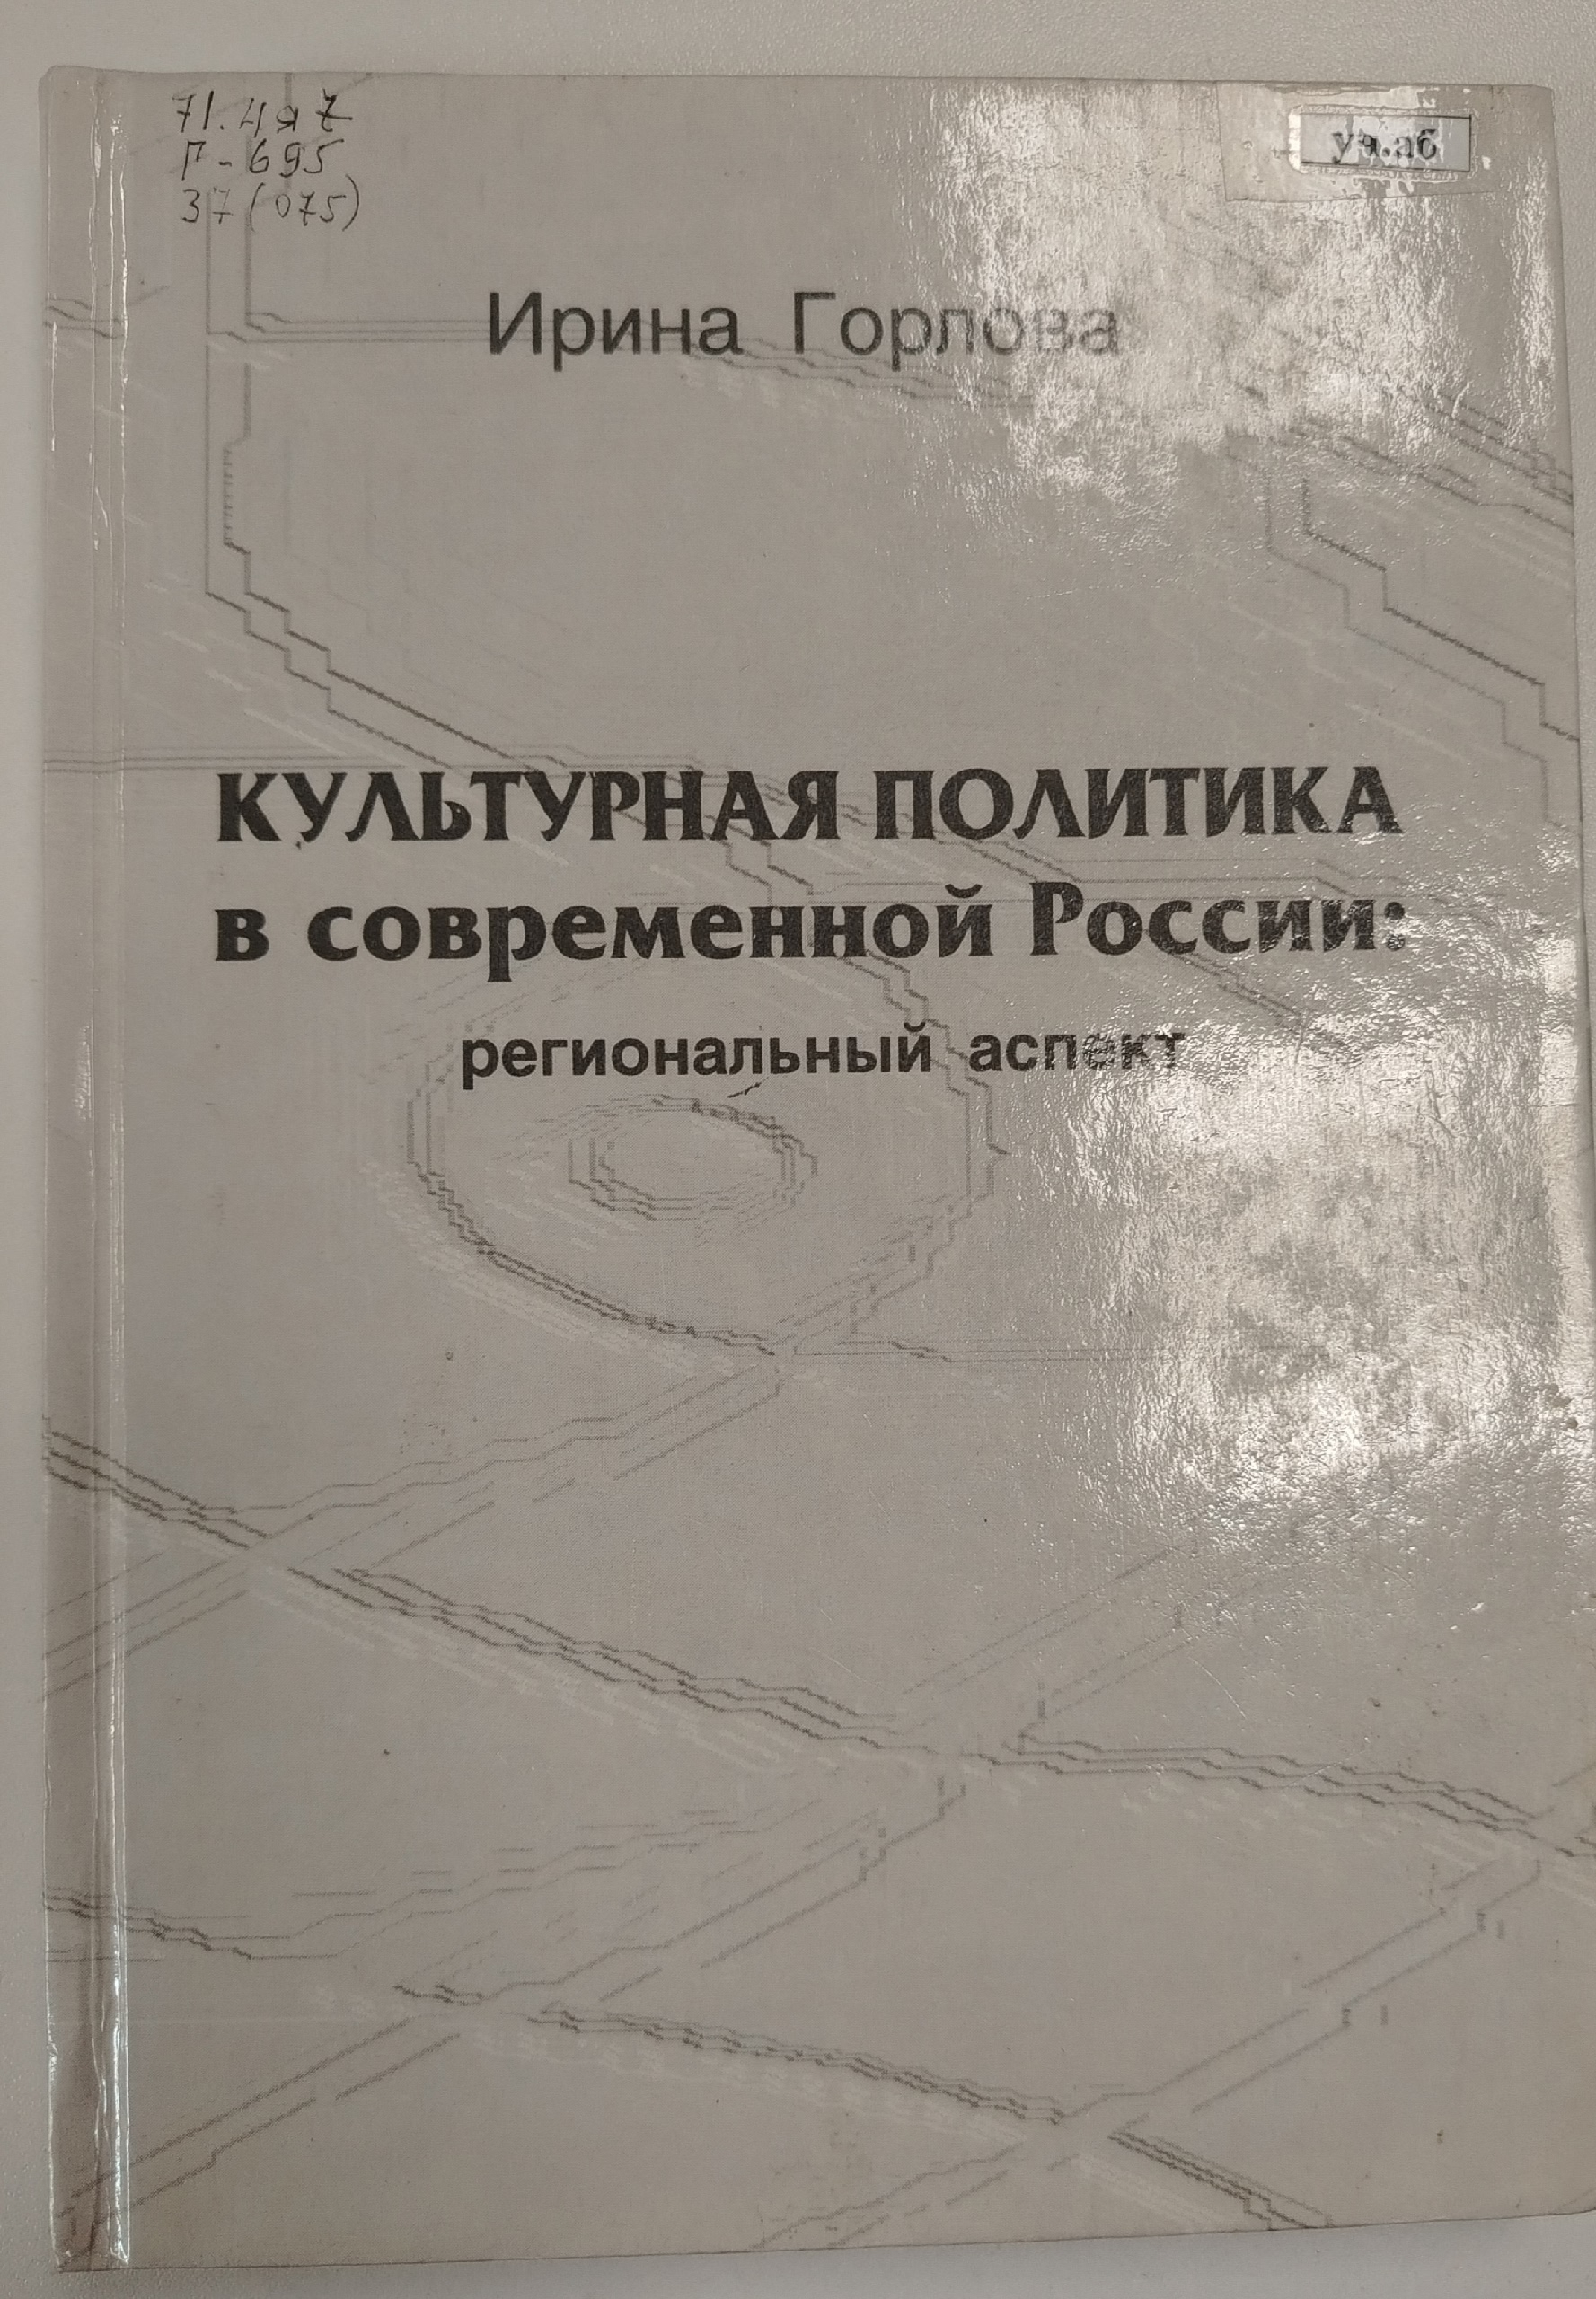 71.4я7
Г-695
37(075)
уч.аб
Ирина Горлова
КУЛЬТУРНАЯ ПОЛИТИКА
в современной России:
региональный аспект